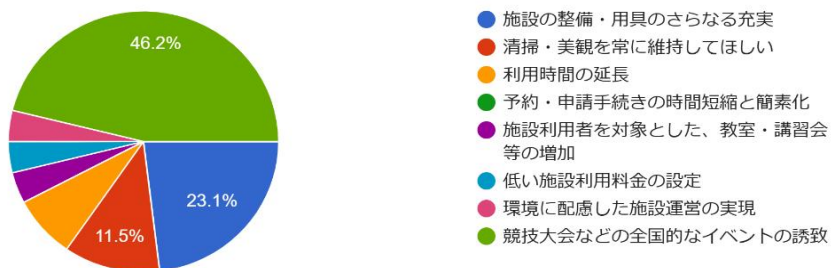 46.2%
23.1%
11.5%
施設の整備・用具のさらなる充実
清掃・美観を常に維持してほしい
利用時間の延長
予約・申請手続きの時間短縮と簡素化
施設利用者を対象とした、教室・講習会
等の増加
低い施設利用料金の設定
環境に配慮した施設運営の実現
競技大会などの全国的なイベントの誘致